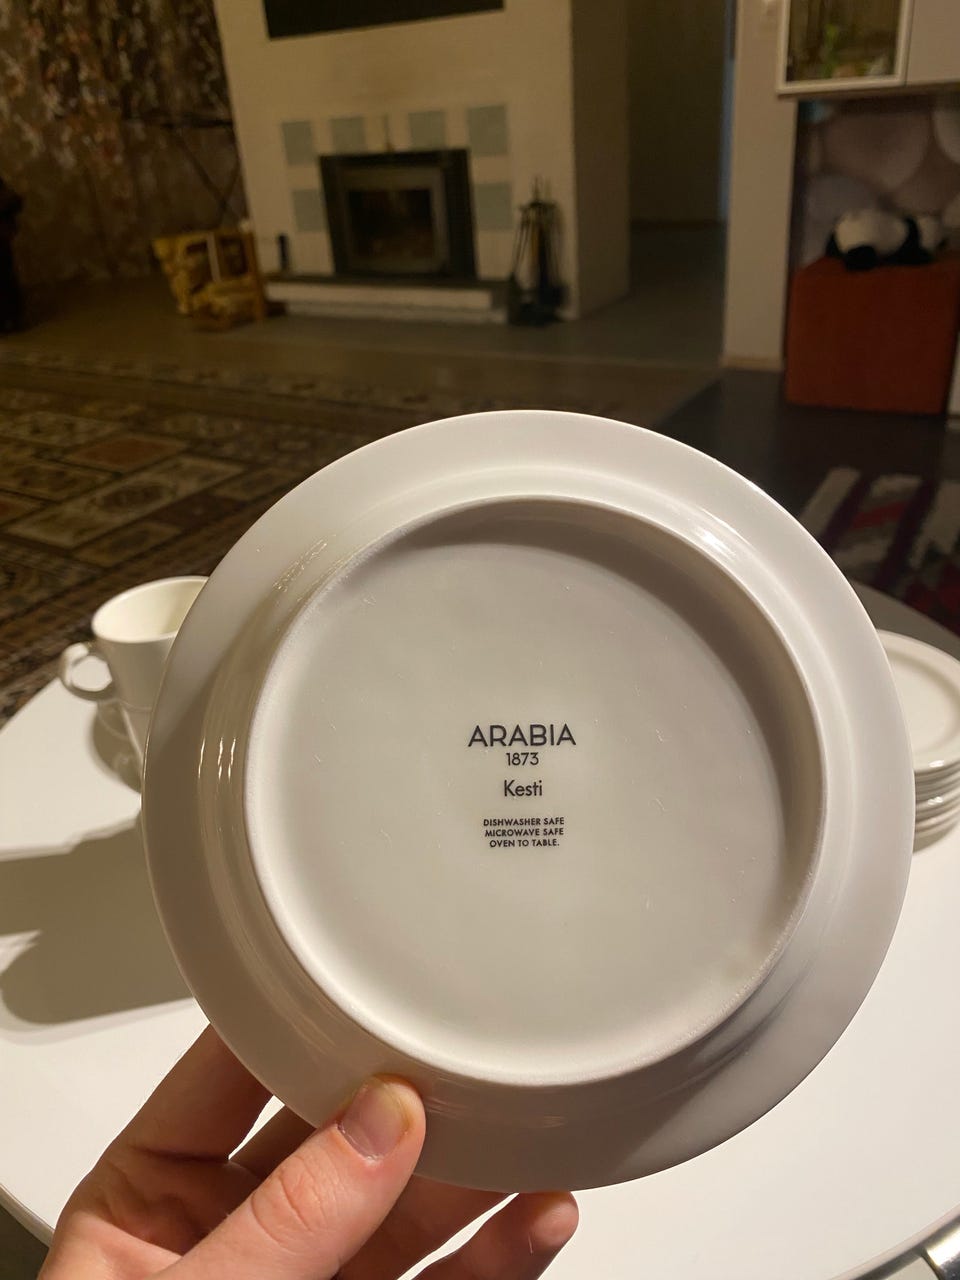 ARABIA
1873
Kesti
DISHWASHER SAFE
MICROWAVE SAFE
OVEN TO TABLE.